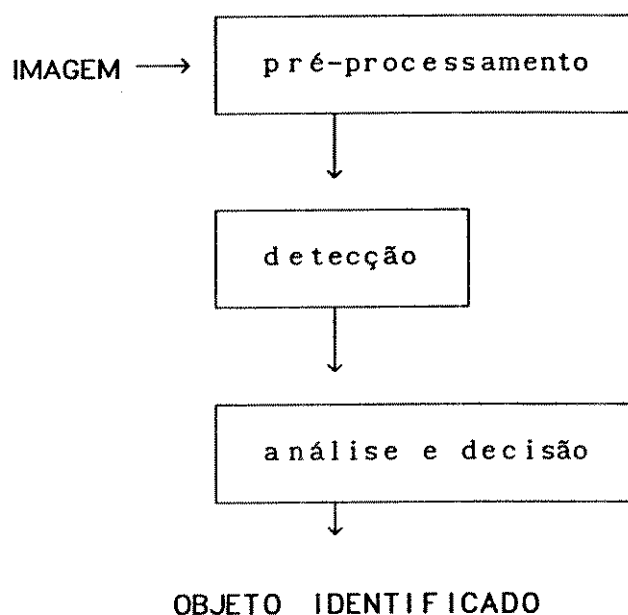 IMAGEM
pré-processamento
detecção
análise e decisão
OBJETO IDENTIFICADO